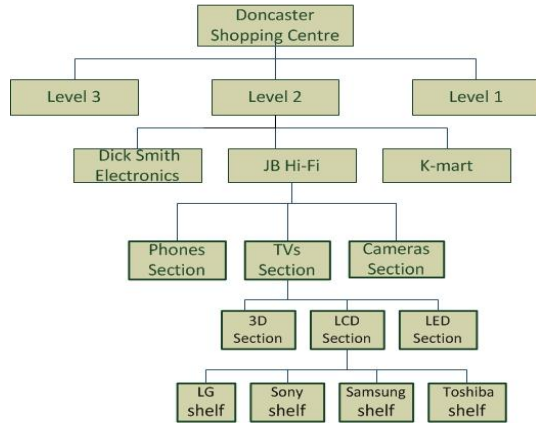 Doncaster
Shopping Centre
Level 3
Level 2
Level 1
Dick Smith
Electronics
JB Hi-Fi
K-mart
Phones
Section
TVs
Section
Cameras
Section
3D
Section
LCD
Section
LED
Section
LG
shelf
Sony
shelf
Samsung
shelf
Toshiba
shelf